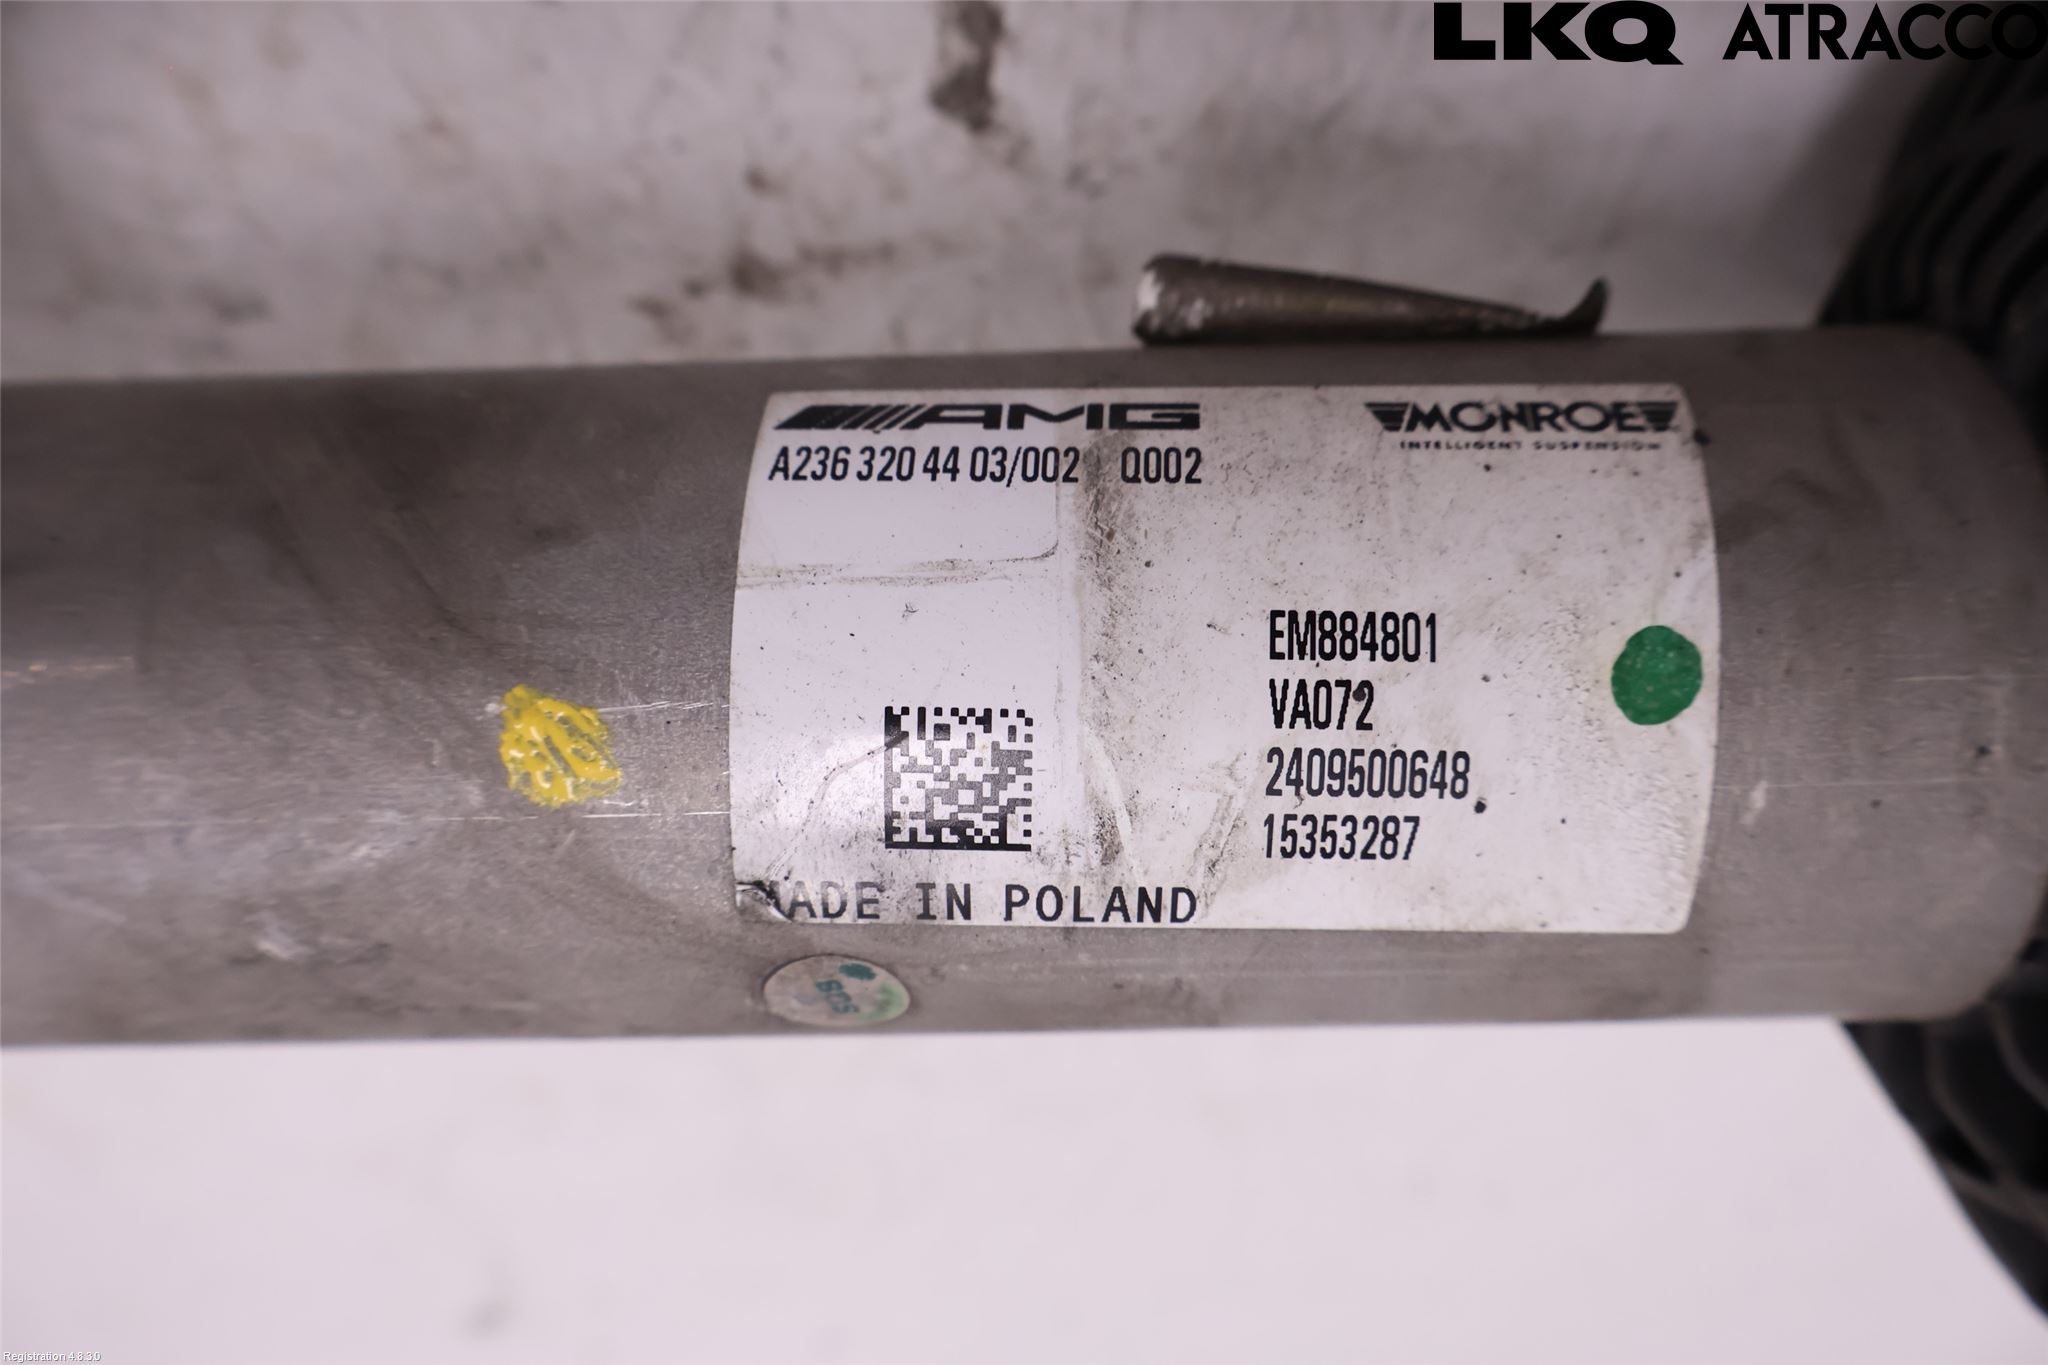 LKQ ATRACCO
AMG
MONROE
INTELLIGENT SUSPENSION
A236 320 44 03/002 Q002
EM884801
VA072
2409500648
15353287
MADE IN POLAND
SCS
Registration 4.8.3.0